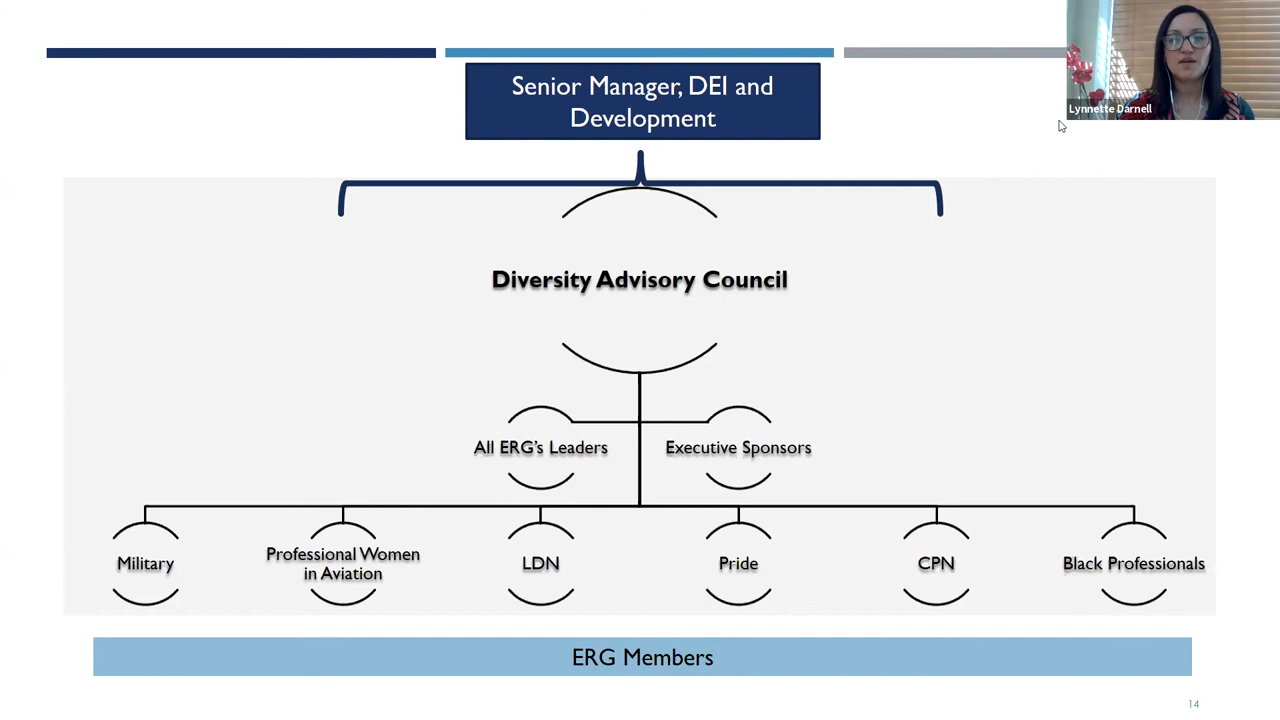 Senior Manager, DEI and
Development
Lynnette Darnell
Diversity Advisory Council
All ERG's Leaders
Executive Sponsors
Military
Professional Women
in Aviation
LDN
Pride
CPN
Black Professionals
ERG Members
14